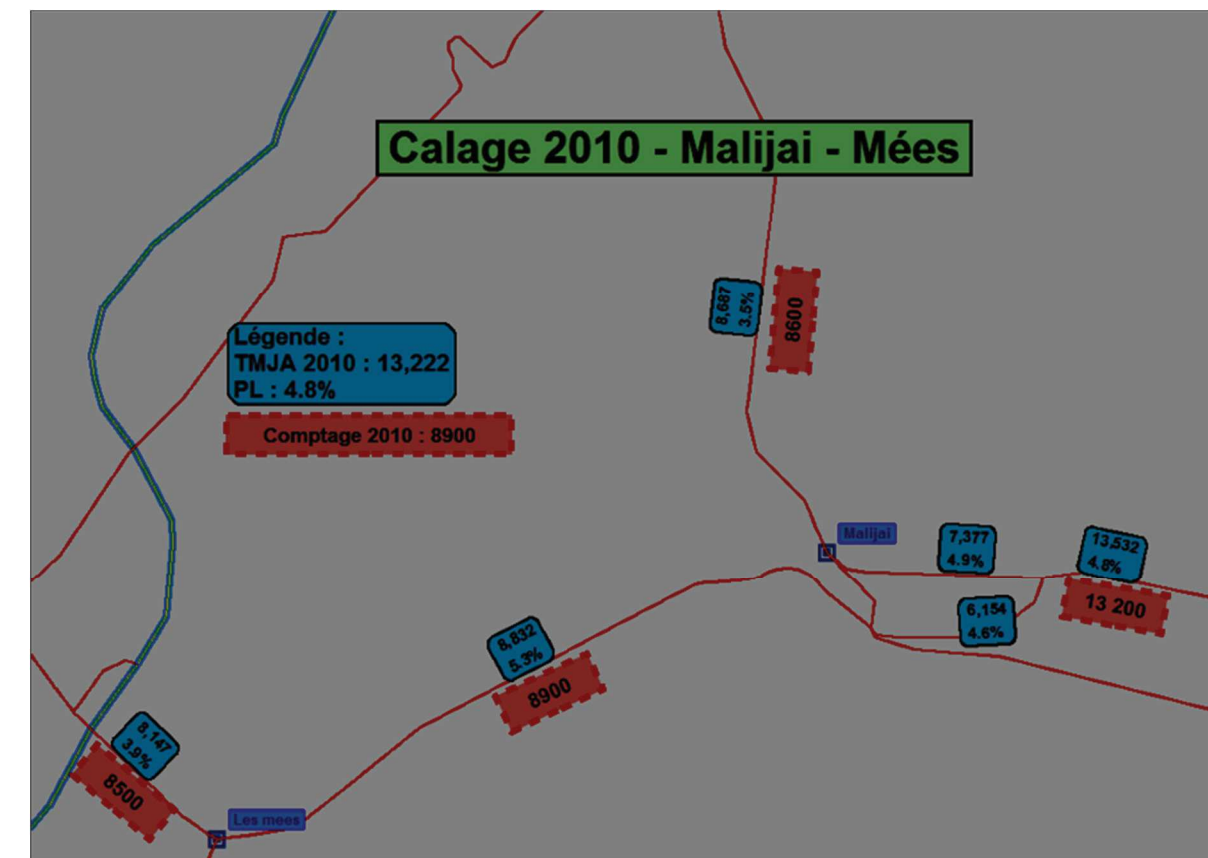 Calage 2010 - Malijai - Mées
8,687
3.5%
8600
Légende :
TMJA 2010 : 13,222
PL : 4.8%
Comptage 2010 : 8900
Malijai
7,377
4.9%
13,532
4.8%
13 200
6,154
4.6%
8,832
5.3%
8900
8,147
3.9%
8500
Les mees